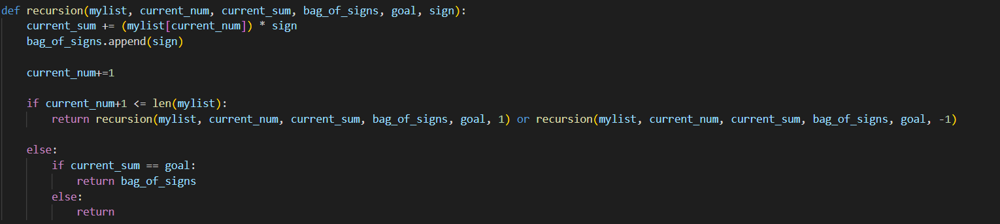 def recursion(mylist, current_num, current_sum, bag_of_signs, goal, sign):
    current_sum += (mylist[current_num]) * sign
    bag_of_signs.append(sign)

    current_num+=1

    if current_num+1 <= len(mylist):
        return recursion(mylist, current_num, current_sum, bag_of_signs, goal, 1) or recursion(mylist, current_num, current_sum, bag_of_signs, goal, -1)

    else:
        if current_sum == goal:
            return bag_of_signs
        else:
            return